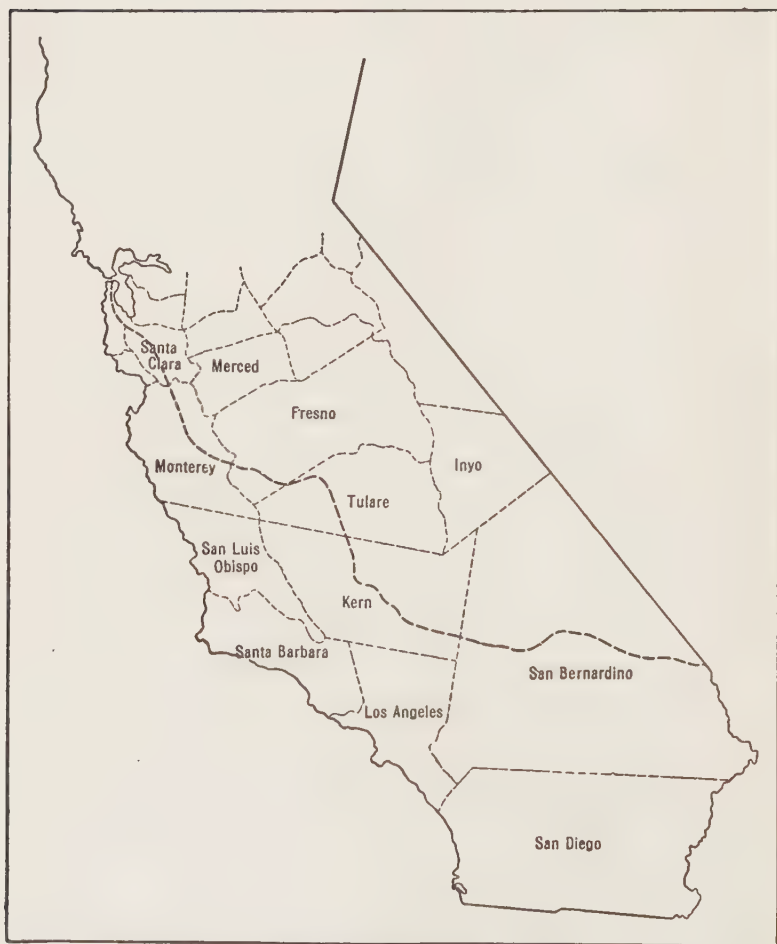 Santa
Clara
Merced
Fresno
Monterey
Inyo
Tulare
San Luis
Obispo
Kern
Santa Barbara
San Bernardino
Los Angeles
San Diego